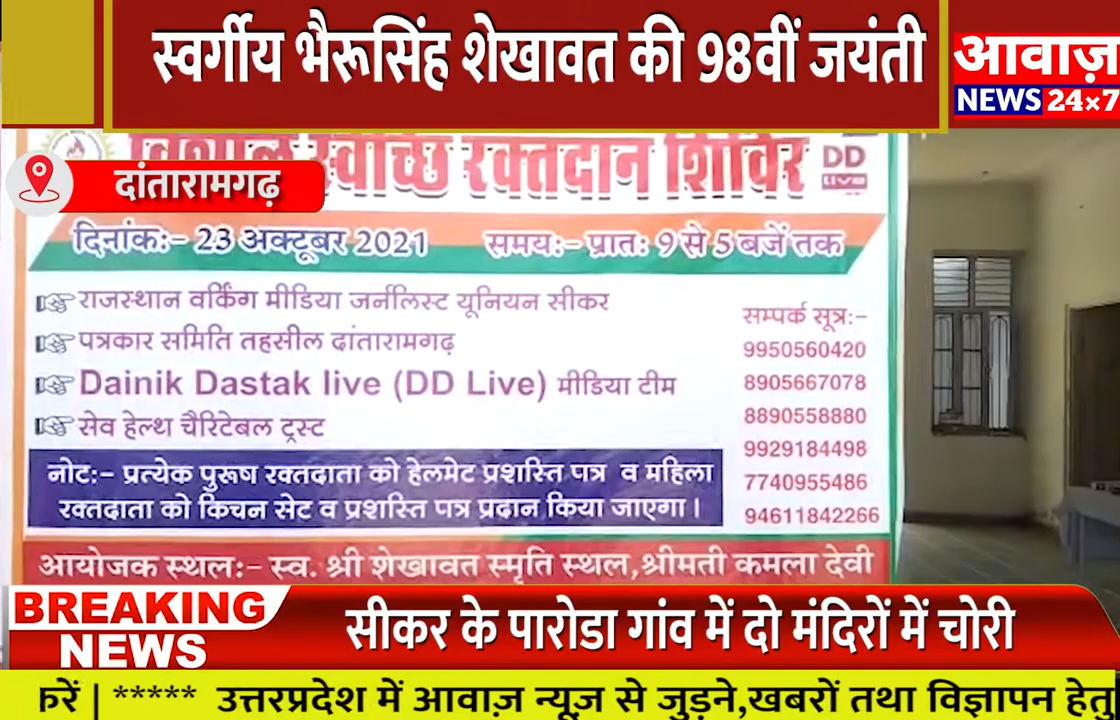 स्वर्गीय भैरूसिंह शेखावत की 98वीं जयंती
आवाज़
NEWS 24×7
स्वैच्छ रक्तदान शिविर
DD
LIVE
दांतारामगढ़
दिनांकः- 23 अक्टूबर 2021
समयः- प्रातः 9 से 5 बजें तक
राजस्थान वर्किंग मीडिया जर्नलिस्ट यूनियन सीकर
पत्रकार समिति तहसील दांतारामगढ़
Dainik Dastak live (DD Live) मीडिया टीम
सेव हेल्थ चैरिटेबल ट्रस्ट
सम्पर्क सूत्रः-
9950560420
8905667078
8890558880
9929184498
7740955486
94611842266
नोटः- प्रत्येक पुरूष रक्तदाता को हेलमेट प्रशस्ति पत्र व महिला
रक्तदाता को किचन सेट व प्रशस्ति पत्र प्रदान किया जाएगा।
आयोजक स्थलः- स्व. श्री शेखावत स्मृति स्थल,श्रीमती कमला देवी
BREAKING
NEWS
सीकर के पारोडा गांव में दो मंदिरों में चोरी
करें | ***** उत्तरप्रदेश में आवाज़ न्यूज़ से जुड़ने,खबरों तथा विज्ञापन हेतु